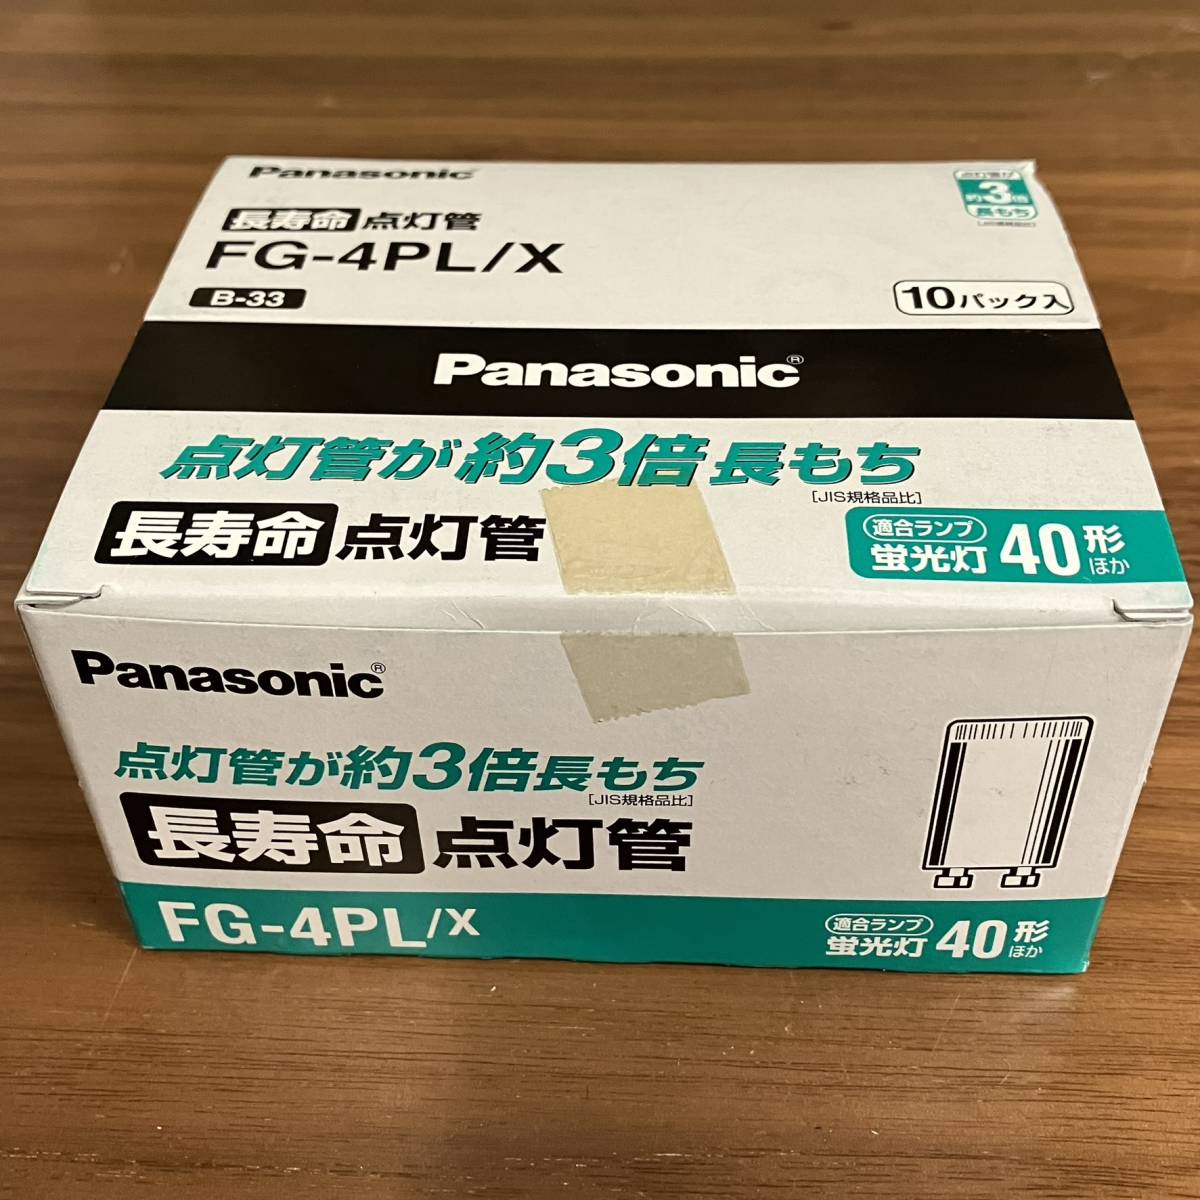 Panasonic
長寿命 点灯管
FG-4PL/X
B-33
点灯管が
約3倍
長もち
10パック入
Panasonic®
点灯管が約3倍長もち
[JIS規格品比]
長寿命 点灯管
適合ランプ
蛍光灯 40形
ほか
Panasonic®
点灯管が約3倍長もち
[JIS規格品比]
長寿命 点灯管
FG-4PL/X
適合ランプ
蛍光灯 40形
ほか